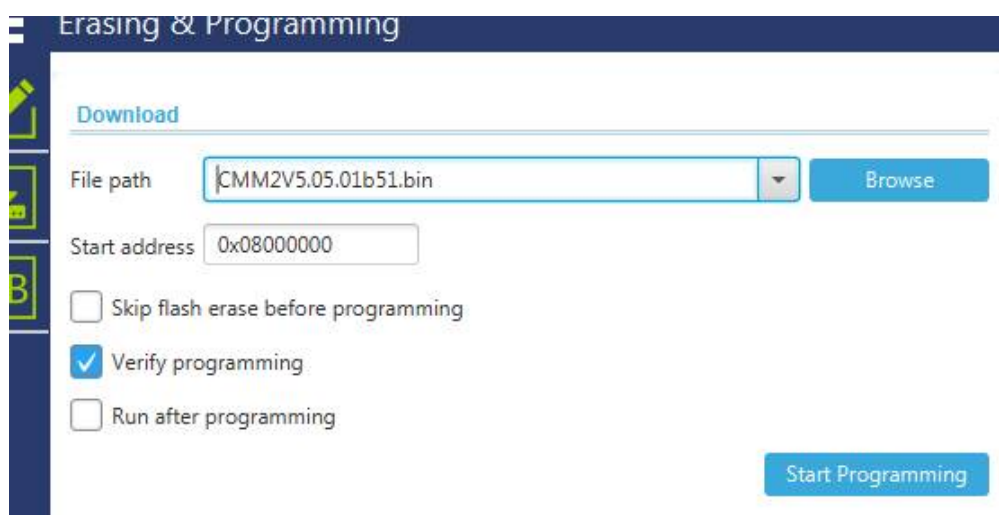 Erasing & Programming
Download
File path CMM2V5.05.01b51.bin Browse
Start address 0x08000000
Skip flash erase before programming
Verify programming
Run after programming
Start Programming
B